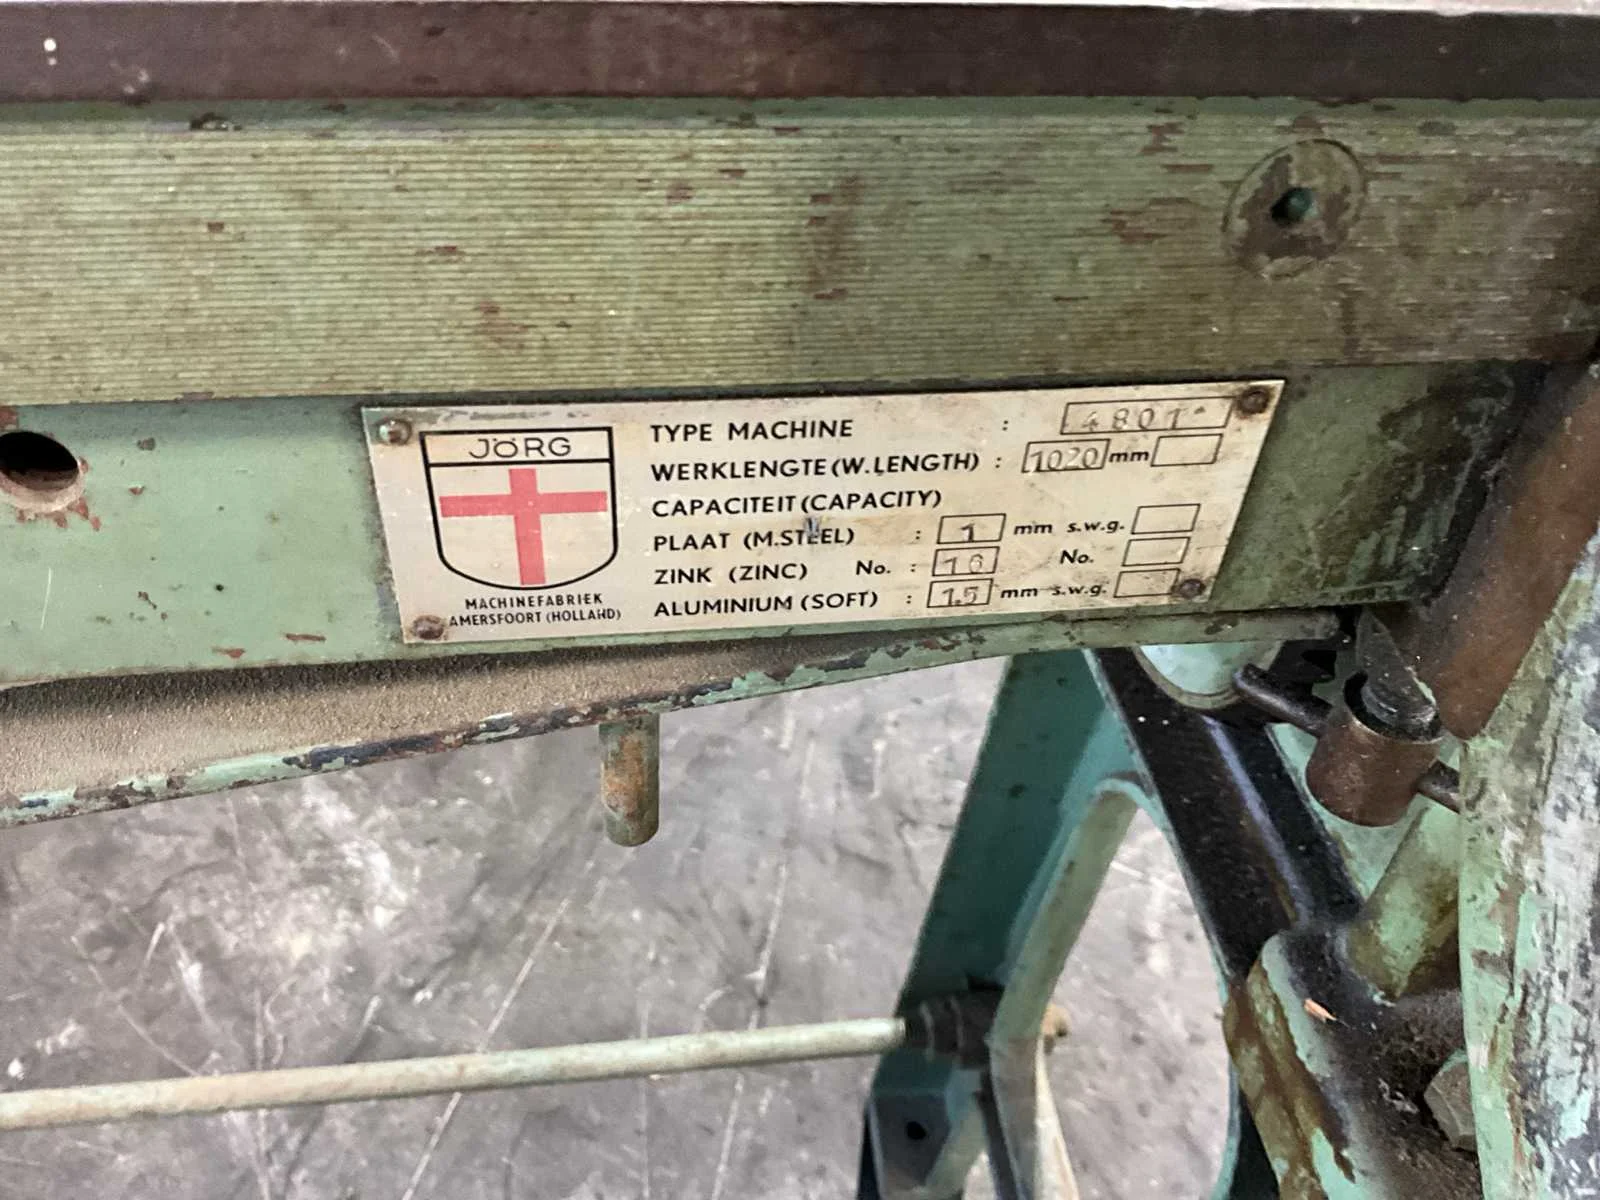 JÖRG
MACHINEFABRIEK
AMERSFOORT (HOLLAND)
TYPE MACHINE : 4801
WERKLENGTE (W.LENGTH) : 1020 mm
CAPACITEIT (CAPACITY)
PLAAT (M.STEEL) : 1 mm s.w.g.
ZINK (ZINC) No. : 16 No.
ALUMINIUM (SOFT) : 1.5 mm s.w.g.